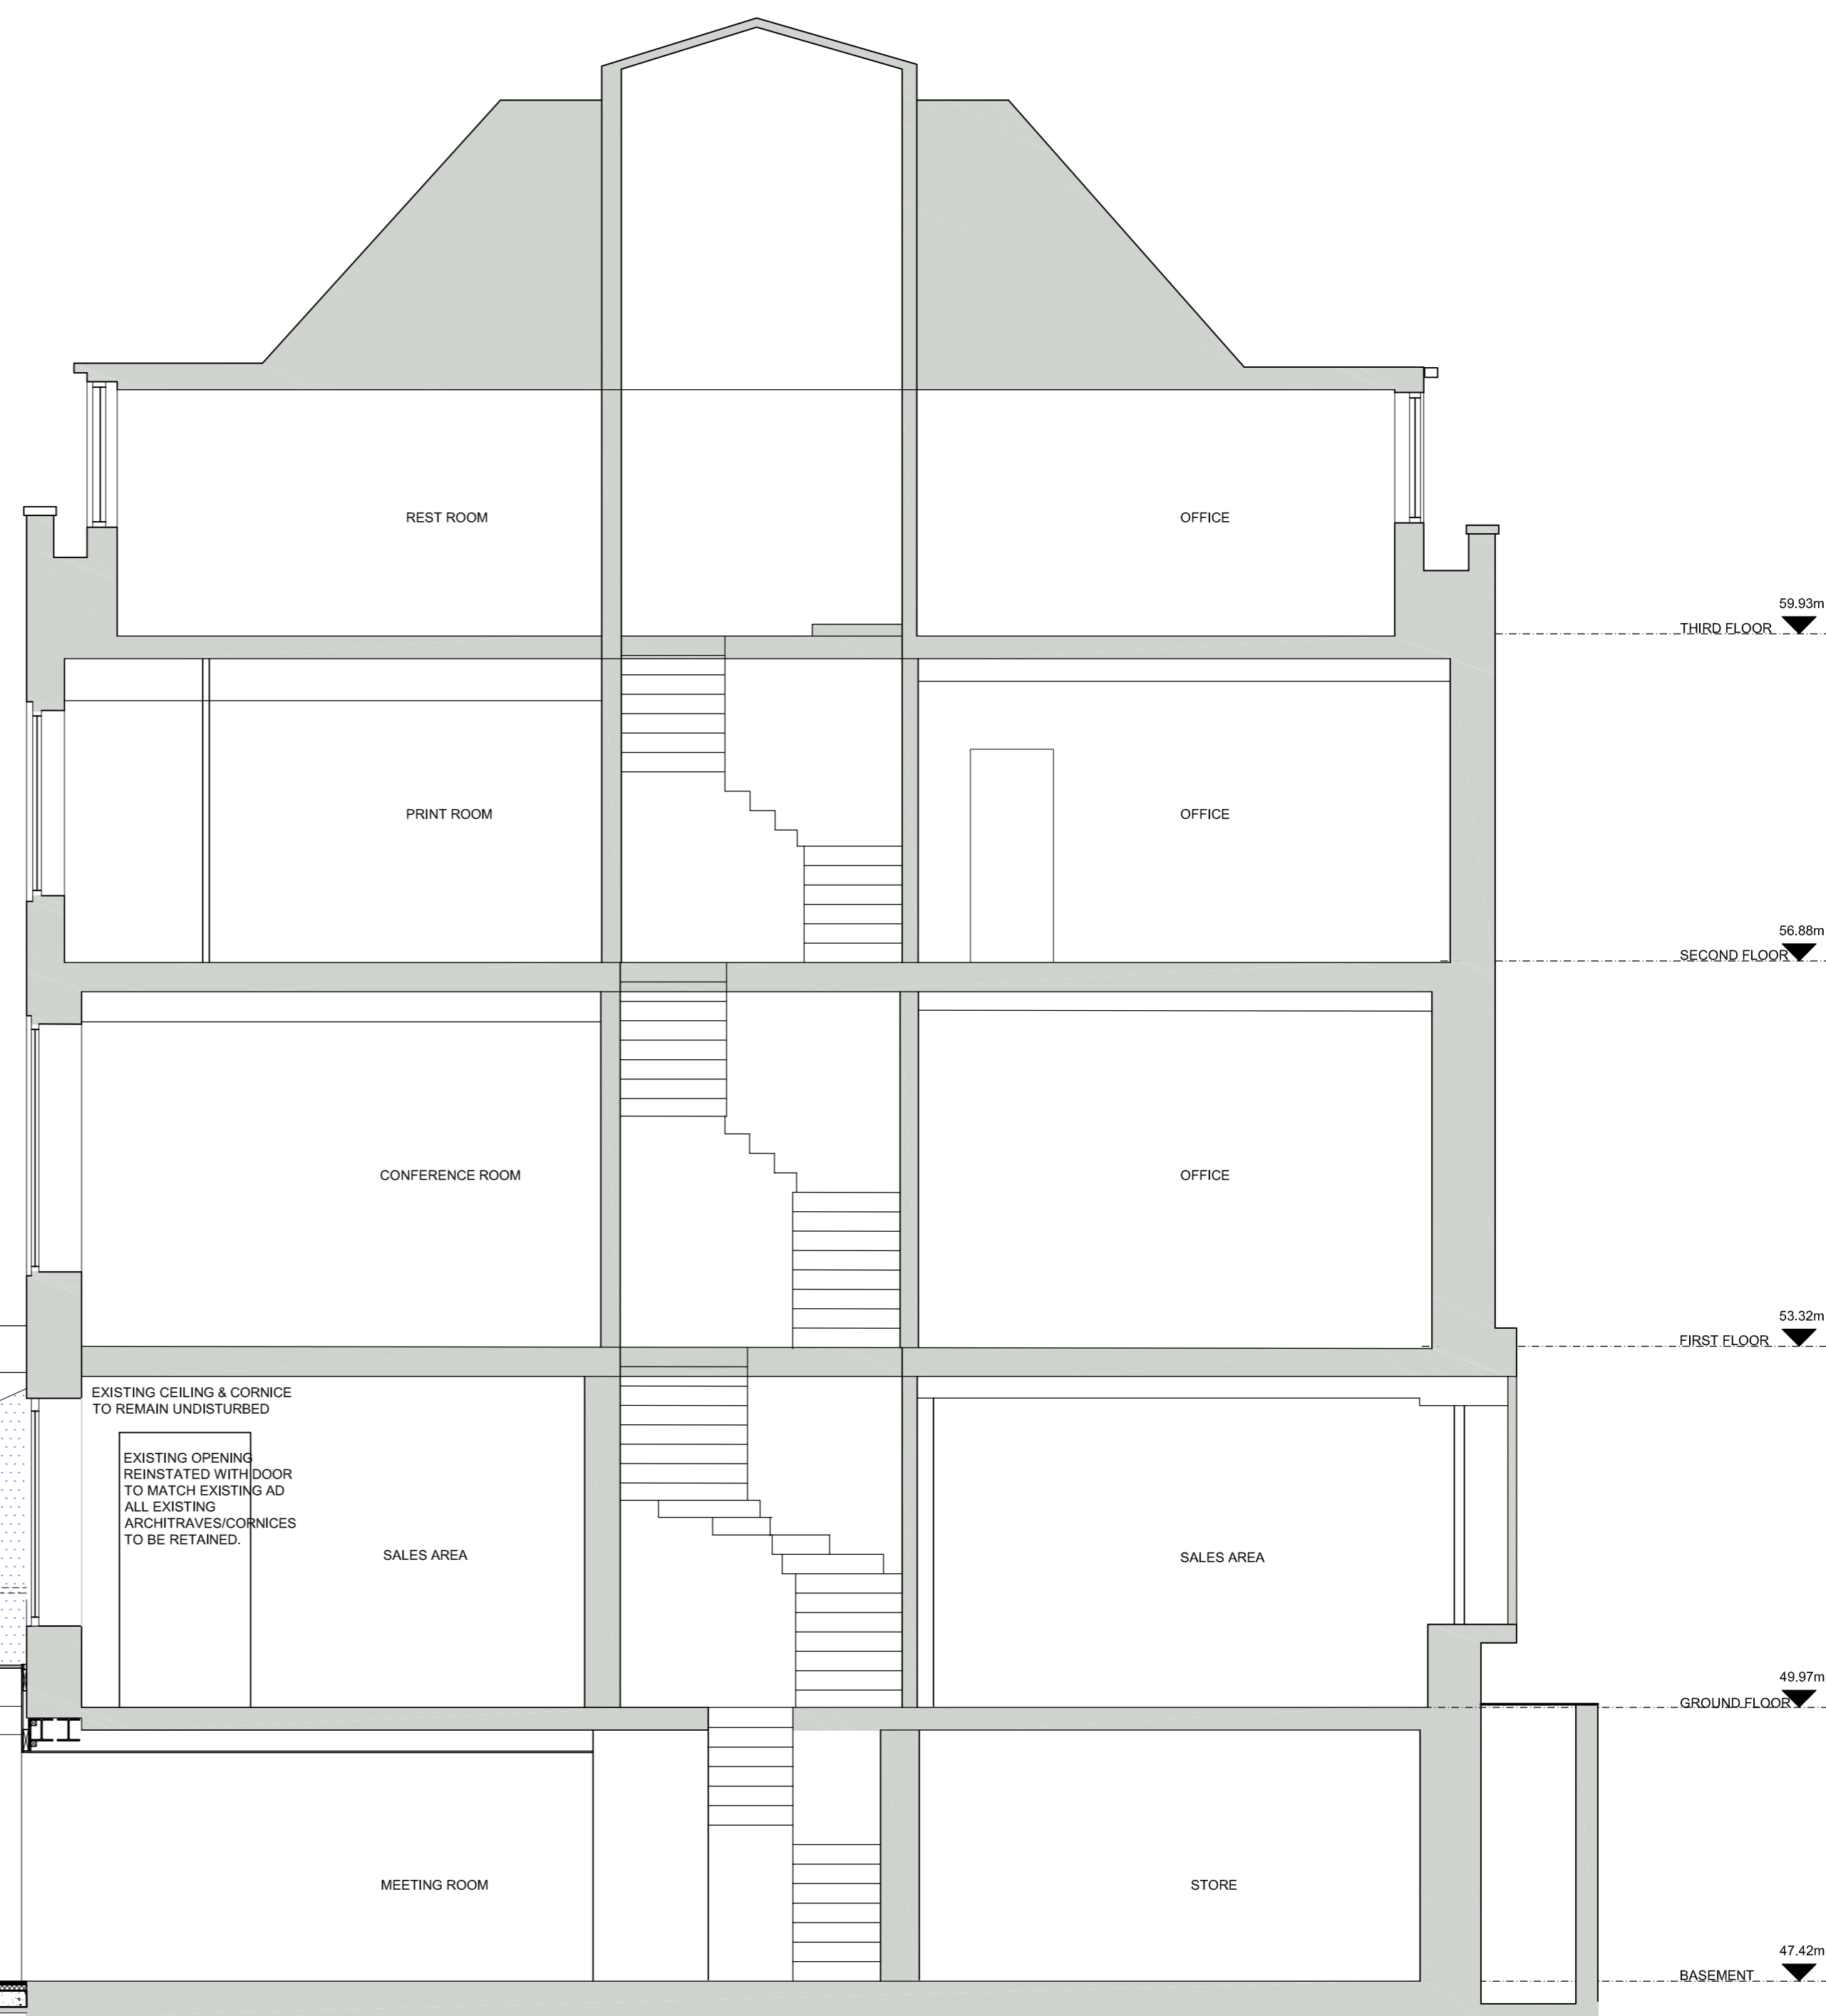 REST ROOM
OFFICE
59.93m
THIRD FLOOR
PRINT ROOM
OFFICE
56.88m
SECOND FLOOR
CONFERENCE ROOM
OFFICE
53.32m
FIRST FLOOR
EXISTING CEILING & CORNICE
TO REMAIN UNDISTURBED
EXISTING OPENING
REINSTATED WITH DOOR
TO MATCH EXISTING AD
ALL EXISTING
ARCHITRAVES/CORNICES
TO BE RETAINED.
SALES AREA
SALES AREA
49.97m
GROUND FLOOR
MEETING ROOM
STORE
47.42m
BASEMENT